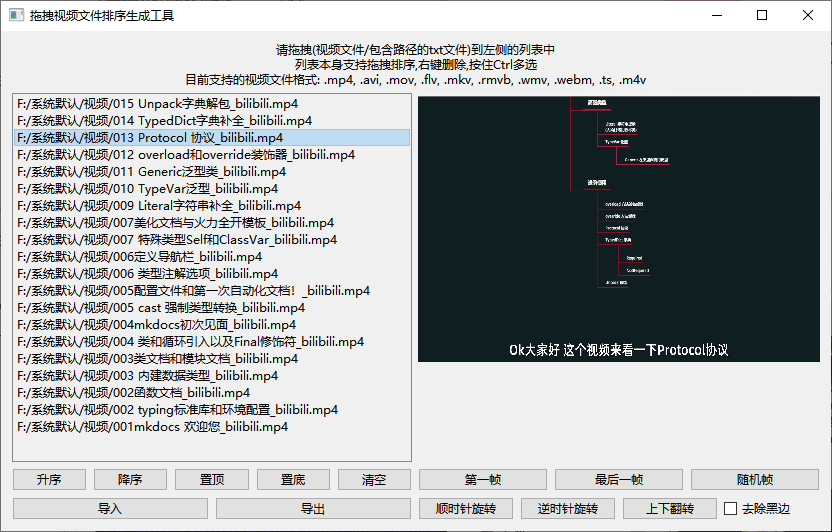 拖拽视频文件排序生成工具
请拖拽(视频文件/包含路径的txt文件)到左侧的列表中
列表本身支持拖拽排序,右键删除,按住Ctrl多选
目前支持的视频文件格式: .mp4, .avi, .mov, .flv, .mkv, .rmvb, .wmv, .webm, .ts, .m4v
F:/系统默认/视频/015 Unpack字典解包_bilibili.mp4
F:/系统默认/视频/014 TypedDict字典补全_bilibili.mp4
F:/系统默认/视频/013 Protocol 协议_bilibili.mp4
F:/系统默认/视频/012 overload和override装饰器_bilibili.mp4
F:/系统默认/视频/011 Generic泛型类_bilibili.mp4
F:/系统默认/视频/010 TypeVar泛型_bilibili.mp4
F:/系统默认/视频/009 Literal字符串补全_bilibili.mp4
F:/系统默认/视频/007美化文档与火力全开模板_bilibili.mp4
F:/系统默认/视频/007 特殊类型Self和ClassVar_bilibili.mp4
F:/系统默认/视频/006定义导航栏_bilibili.mp4
F:/系统默认/视频/006 类型注解选项_bilibili.mp4
F:/系统默认/视频/005配置文件和第一次自动化文档！_bilibili.mp4
F:/系统默认/视频/005 cast 强制类型转换_bilibili.mp4
F:/系统默认/视频/004mkdocs初次见面_bilibili.mp4
F:/系统默认/视频/004 类和循环引入以及Final修饰符_bilibili.mp4
F:/系统默认/视频/003类文档和模块文档_bilibili.mp4
F:/系统默认/视频/003 内建数据类型_bilibili.mp4
F:/系统默认/视频/002函数文档_bilibili.mp4
F:/系统默认/视频/002 typing标准库和环境配置_bilibili.mp4
F:/系统默认/视频/001mkdocs 欢迎您_bilibili.mp4
Required
NotRequired
Ok大家好 这个视频来看一下Protocol协议
升序 降序 置顶 置底 清空 第一帧 最后一帧 随机帧
导入 导出 顺时针旋转 逆时针旋转 上下翻转 去除黑边